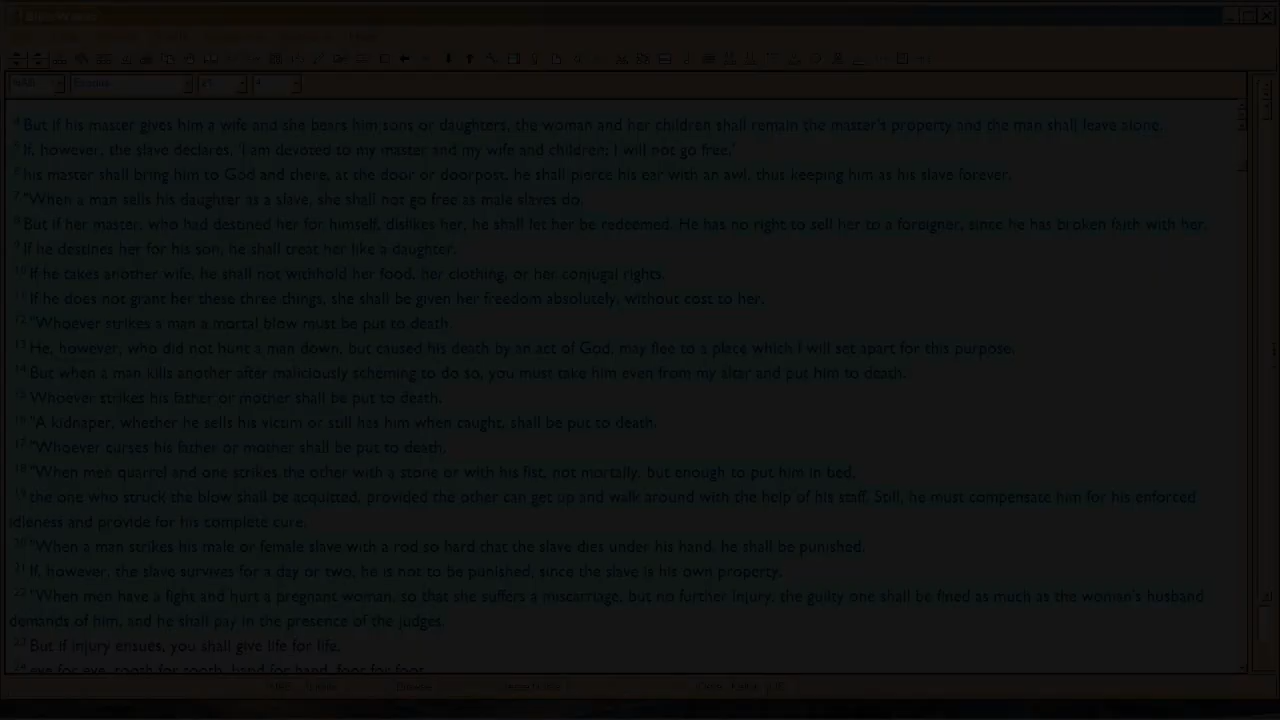 NAB Exodus 21 4
4 But if his master gives him a wife and she bears him sons or daughters, the woman and her children shall remain the master's property and the man shall leave alone.
5 If, however, the slave declares, 'I am devoted to my master and my wife and children; I will not go free,'
6 his master shall bring him to God and there, at the door or doorpost, he shall pierce his ear with an awl, thus keeping him as his slave forever.
7 "When a man sells his daughter as a slave, she shall not go free as male slaves do.
8 But if her master, who had destined her for himself, dislikes her, he shall let her be redeemed. He has no right to sell her to a foreigner, since he has broken faith with her.
9 If he destines her for his son, he shall treat her like a daughter.
10 If he takes another wife, he shall not withhold her food, her clothing, or her conjugal rights.
11 If he does not grant her these three things, she shall be given her freedom absolutely, without cost to her.
12 "Whoever strikes a man a mortal blow must be put to death.
13 He, however, who did not hunt a man down, but caused his death by an act of God, may flee to a place which I will set apart for this purpose.
14 But when a man kills another after maliciously scheming to do so, you must take him even from my altar and put him to death.
15 Whoever strikes his father or mother shall be put to death.
16 "A kidnaper, whether he sells his victim or still has him when caught, shall be put to death.
17 "Whoever curses his father or mother shall be put to death.
18 "When men quarrel and one strikes the other with a stone or with his fist, not mortally, but enough to put him in bed,
19 the one who struck the blow shall be acquitted, provided the other can get up and walk around with the help of his staff. Still, he must compensate him for his enforced
idleness and provide for his complete cure.
20 "When a man strikes his male or female slave with a rod so hard that the slave dies under his hand, he shall be punished.
21 If, however, the slave survives for a day or two, he is not to be punished, since the slave is his own property.
22 "When men have a fight and hurt a pregnant woman, so that she suffers a miscarriage, but no further injury, the guilty one shall be fined as much as the woman's husband
demands of him, and he shall pay in the presence of the judges.
23 But if injury ensues, you shall give life for life,
24 eye for eye, tooth for tooth, hand for hand, foot for foot,